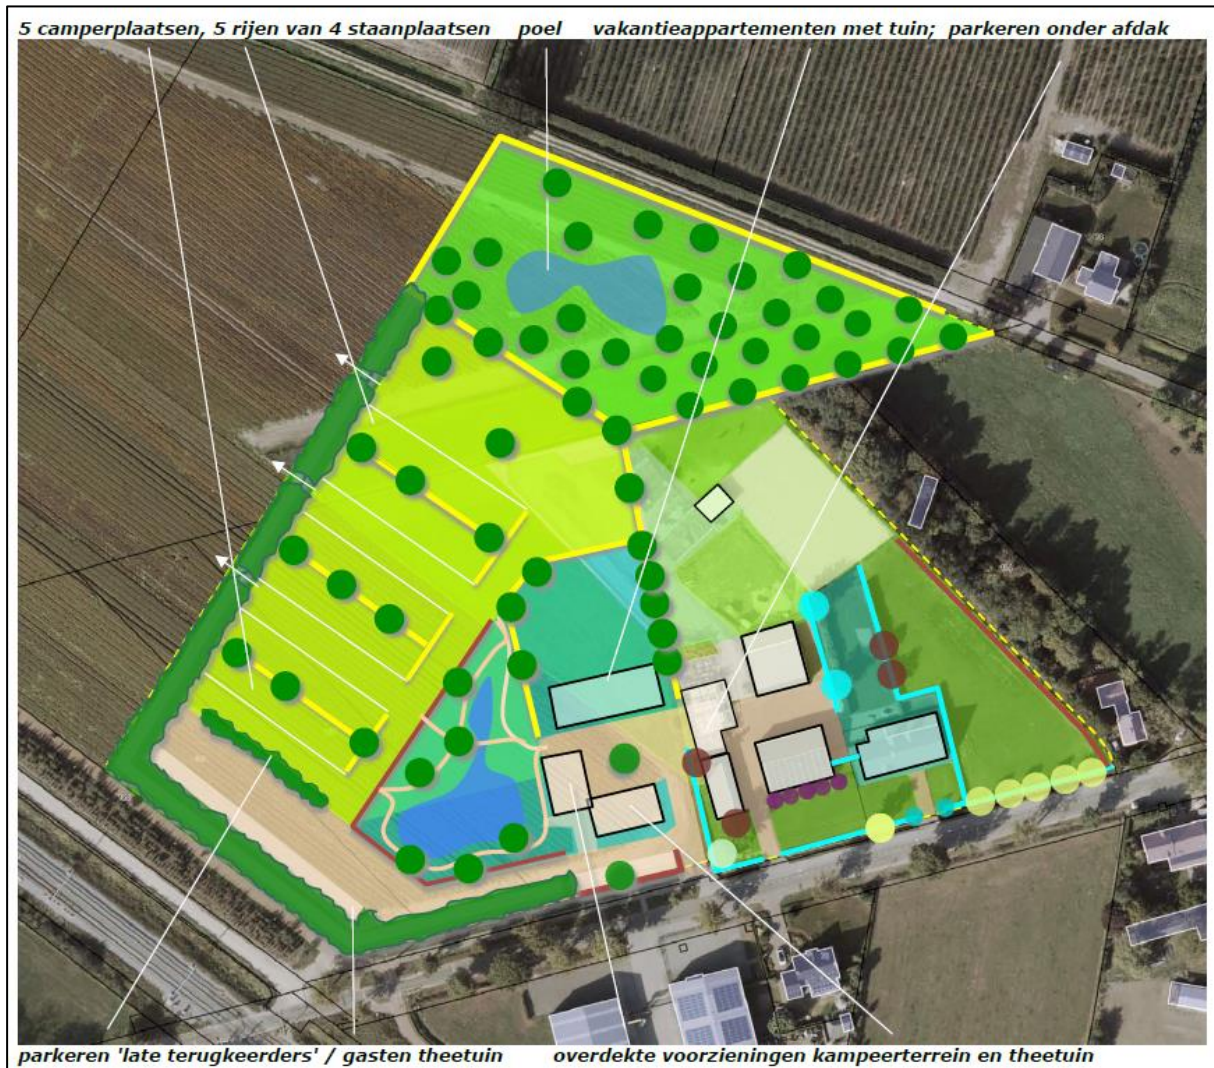 5 camperplaatsen, 5 rijen van 4 staanplaatsen poel vakantieappartementen met tuin; parkeren onder afdak
parkeren 'late terugkeerders' / gasten theetuin overdekte voorzieningen kampeerterrein en theetuin